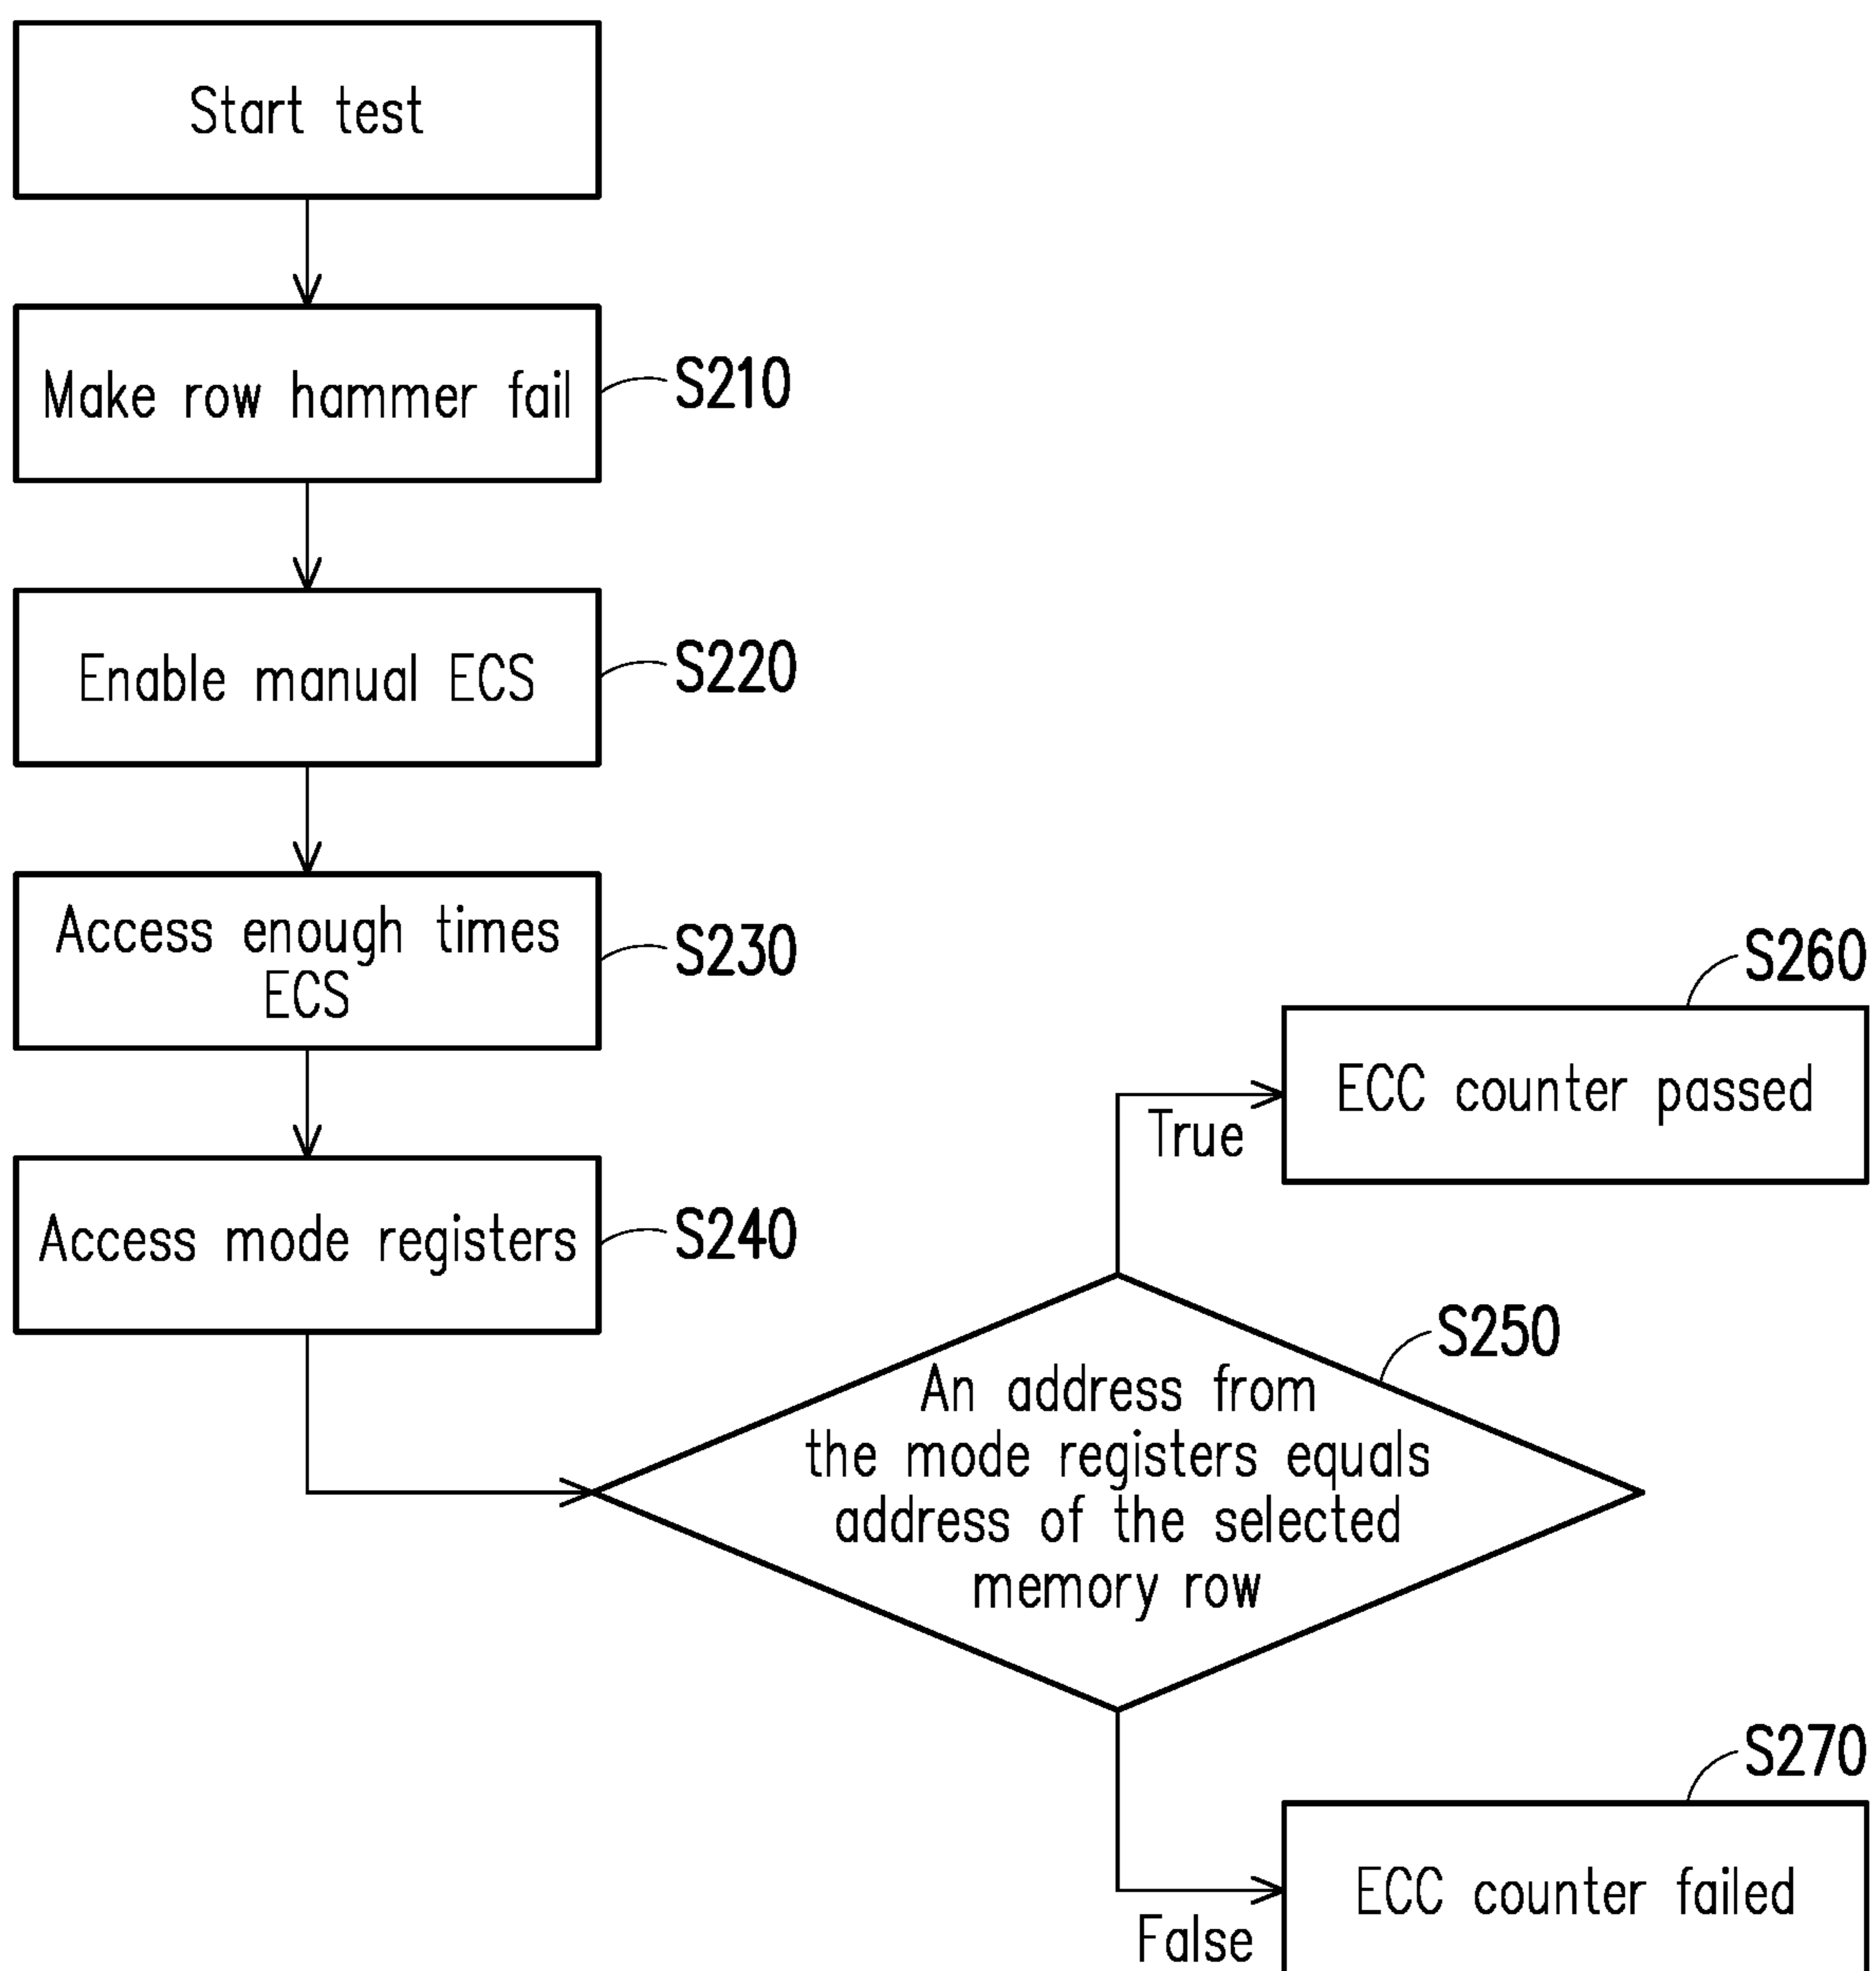 Start test
Make row hammer fail
S210
Enable manual ECS
S220
Access enough times
ECS
S230
Access mode registers
S240
An address from
the mode registers equals
address of the selected
memory row
S250
True
S260
ECC counter passed
False
S270
ECC counter failed